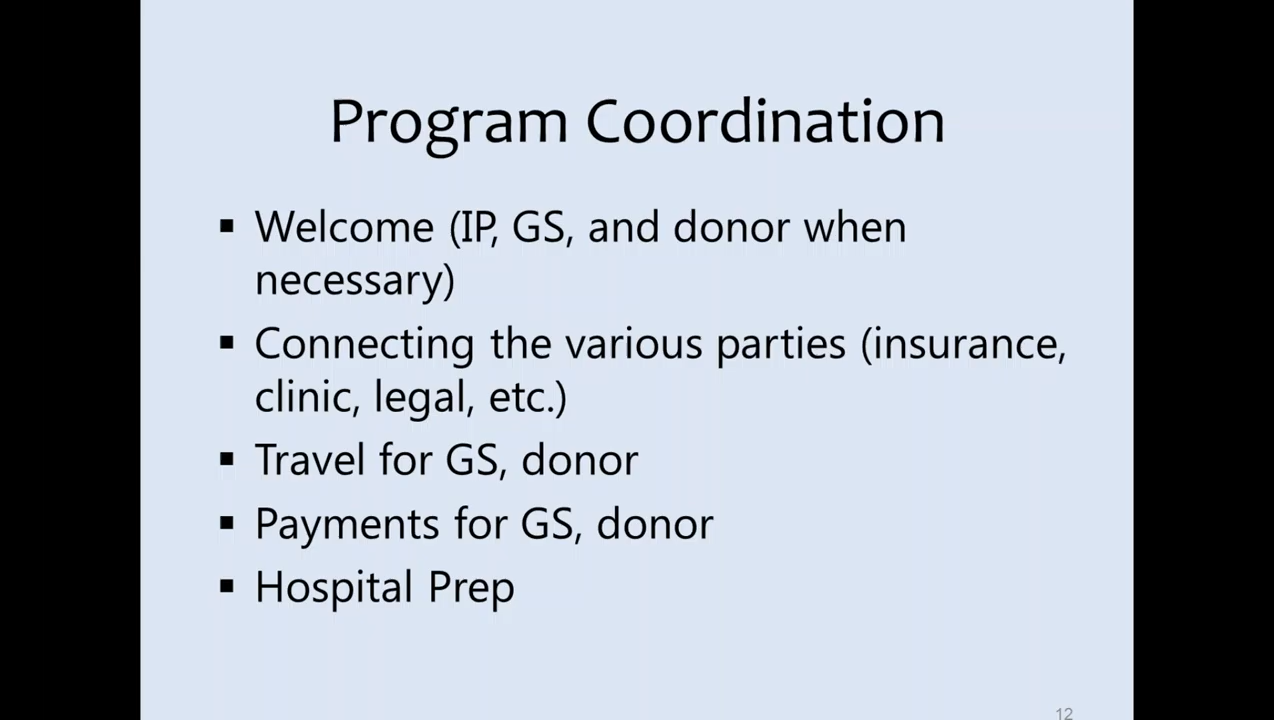 Program Coordination
▪ Welcome (IP, GS, and donor when
necessary)
▪ Connecting the various parties (insurance,
clinic, legal, etc.)
▪ Travel for GS, donor
▪ Payments for GS, donor
▪ Hospital Prep
12